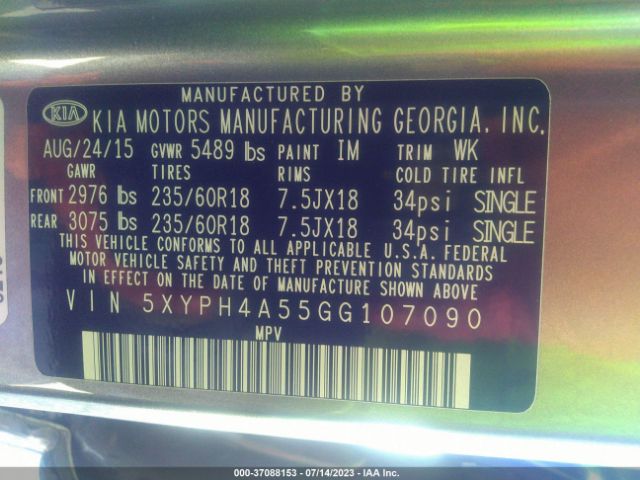 MANUFACTURED BY
KIA KIA MOTORS MANUFACTURING GEORGIA, INC.
AUG/24/15 GVWR 5489 lbs PAINT IM TRIM WK
GAWR TIRES RIMS COLD TIRE INFL
FRONT 2976 lbs 235/60R18 7.5JX18 34psi SINGLE
REAR 3075 lbs 235/60R18 7.5JX18 34psi SINGLE
THIS VEHICLE CONFORMS TO ALL APPLICABLE U.S.A. FEDERAL
MOTOR VEHICLE SAFETY AND THEFT PREVENTION STANDARDS
IN EFFECT ON THE DATE OF MANUFACTURE SHOWN ABOVE
VIN 5XYPH4A55GG107090
MPV
000-37088153 - 07/14/2023 - IAA Inc.